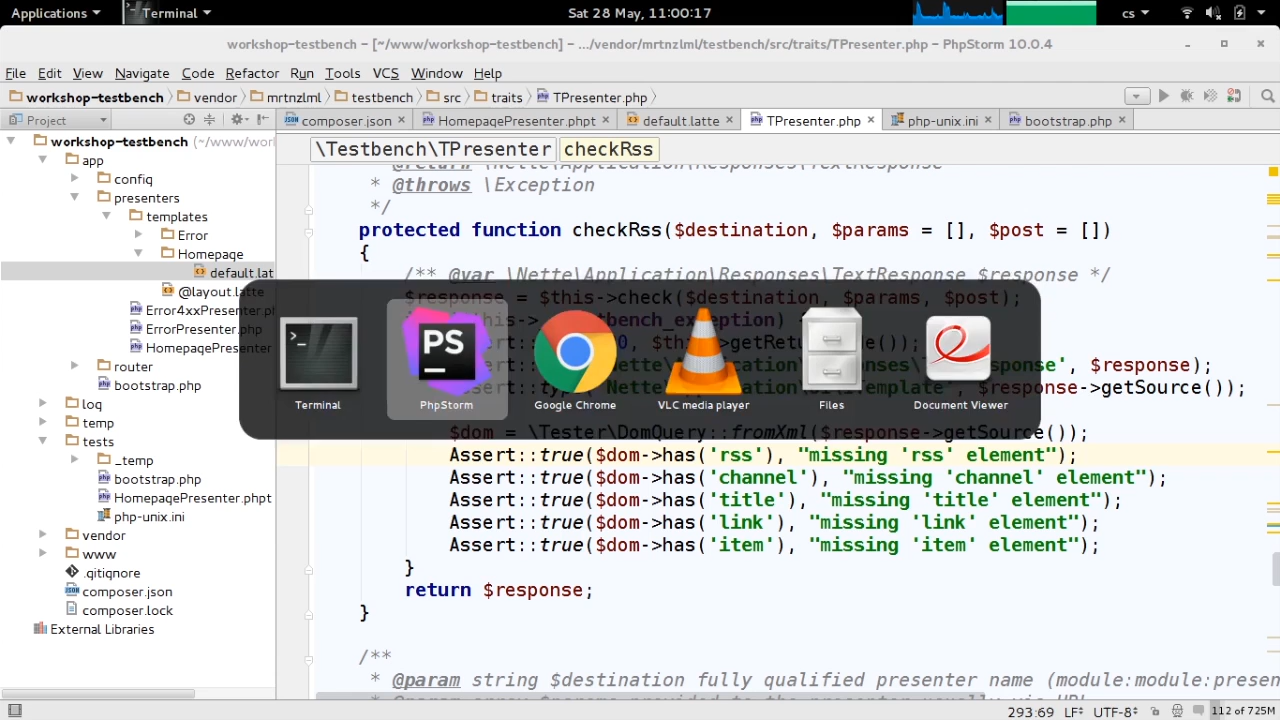 Applications
Terminal
Sat 28 May, 11:00:17
cs
workshop-testbench - [~/www/workshop-testbench] - .../vendor/mrtnzlml/testbench/src/traits/TPresenter.php - PhpStorm 10.0.4
File Edit View Navigate Code Refactor Run Tools VCS Window Help
workshop-testbench vendor mrtnzlml testbench src traits TPresenter.php
Project
composer.json
HomepagePresenter.phpt
default.latte
TPresenter.php
php-unix.ini
bootstrap.php
\Testbench\TPresenter checkRss
workshop-testbench (~/www/wor
app
config
presenters
templates
Error
Homepage
default.lat
@layout.latte
Error4xxPresenter.p
ErrorPresenter.php
HomepagePresenter
router
bootstrap.php
log
temp
tests
_temp
bootstrap.php
HomepagePresenter.phpt
php-unix.ini
vendor
www
.gitignore
composer.json
composer.lock
External Libraries
* @return \Nette\Application\Responses\TextResponse
* @throws \Exception
*/
protected function checkRss($destination, $params = [], $post = [])
{
/** @var \Nette\Application\Responses\TextResponse $response */
$response = $this->check($destination, $params, $post);
$dom = \Tester\DomQuery::fromXml($response->getSource());
Assert::true($dom->has('rss'), "missing 'rss' element");
Assert::true($dom->has('channel'), "missing 'channel' element");
Assert::true($dom->has('title'), "missing 'title' element");
Assert::true($dom->has('link'), "missing 'link' element");
Assert::true($dom->has('item'), "missing 'item' element");
}
return $response;
}
/**
* @param string $destination fully qualified presenter name (module:module:presen
Terminal
PS
PhpStorm
Google Chrome
VLC media player
Files
Document Viewer
293:69 LF UTF-8 112 of 725M